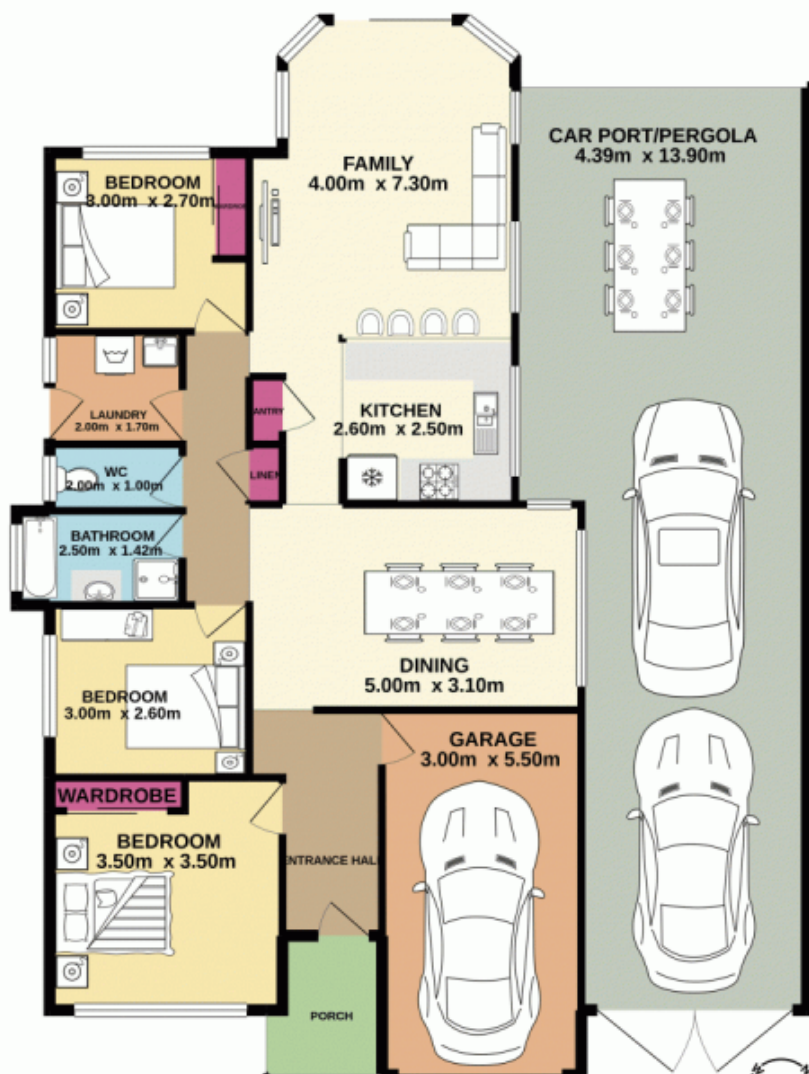 CAR PORT/PERGOLA
4.39m x 13.90m
FAMILY
4.00m x 7.30m
BEDROOM
3.00m x 2.70m
LAUNDRY
2.00m x 1.70m
ANTRY
KITCHEN
2.60m x 2.50m
WC
2.00m x 1.00m
LINEN
BATHROOM
2.50m x 1.42m
DINING
5.00m x 3.10m
BEDROOM
3.00m x 2.60m
GARAGE
3.00m x 5.50m
WARDROBE
BEDROOM
3.50m x 3.50m
ENTRANCE HALL
PORCH